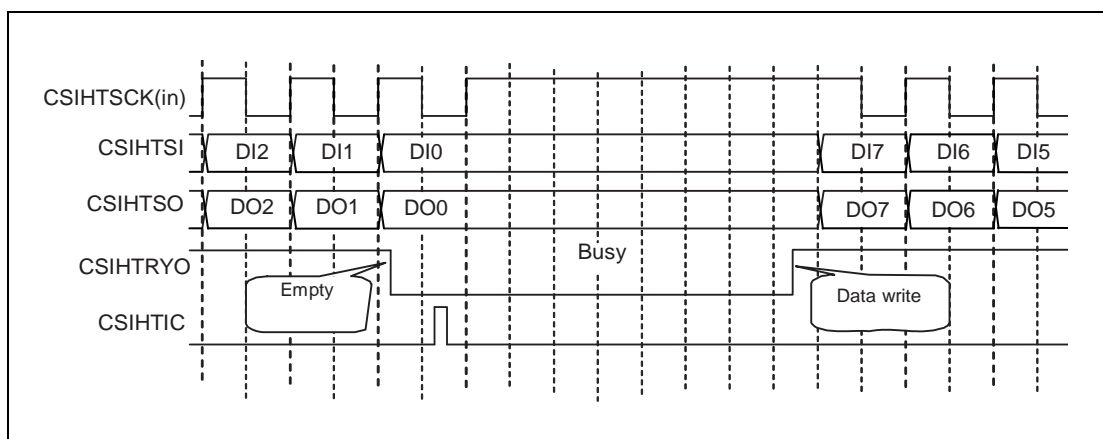 CSIHTSCK(in)
CSIHTSI DI2 DI1 DI0 DI7 DI6 DI5
CSIHTSO DO2 DO1 DO0 DO7 DO6 DO5
Busy
CSIHTRYO
Empty Data write
CSIHTIC